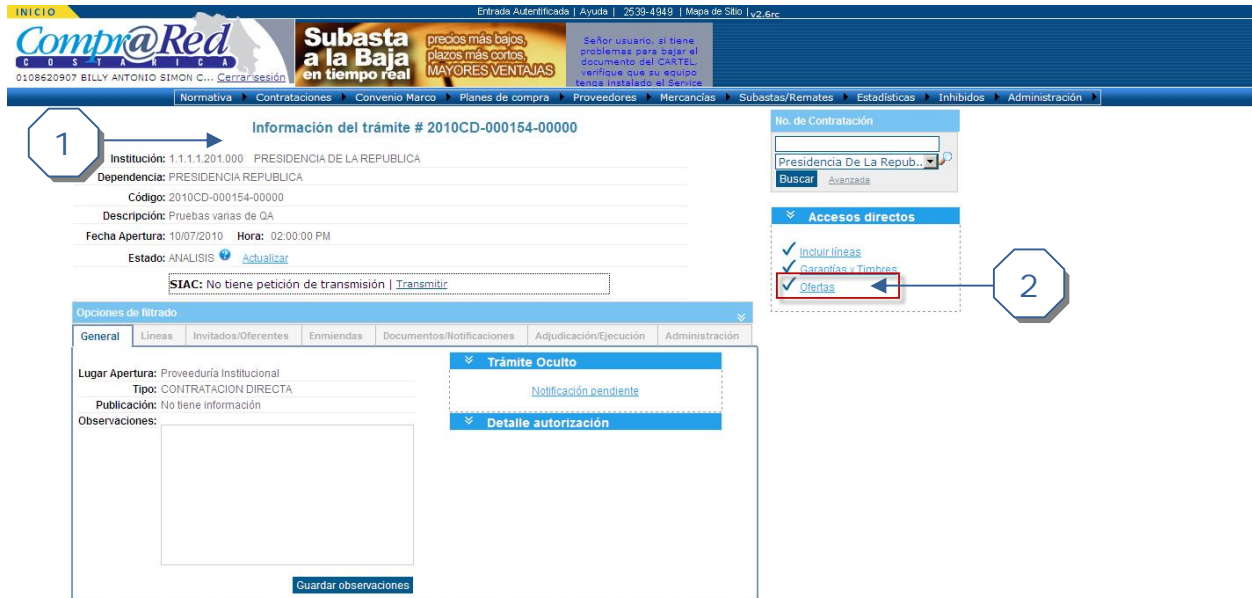 INICIO
Entrada Autentificada | Ayuda | 2539-4949 | Mapa de Sitio | v2.6rc
Compr@Red
COSTA RICA
0108620907 BILLY ANTONIO SIMON C... Cerrar sesión
Subasta
a la Baja
en tiempo real
precios más bajos,
plazos más cortos,
MAYORES VENTAJAS
Señor usuario, si tiene
problemas para bajar el
documento del CARTEL,
verifique que su equipo
tenga instalado el Service
Normativa Contrataciones Convenio Marco Planes de compra Proveedores Mercancías Subastas/Remates Estadísticas Inhibidos Administración
1
Información del trámite # 2010CD-000154-00000
Institución: 1.1.1.1.201.000 PRESIDENCIA DE LA REPUBLICA
Dependencia: PRESIDENCIA REPUBLICA
Código: 2010CD-000154-00000
Descripción: Pruebas varias de QA
Fecha Apertura: 10/07/2010 Hora: 02:00:00 PM
Estado: ANALISIS ? Actualizar
SIAC: No tiene petición de transmisión | Transmitir
No. de Contratación
Presidencia De La Repub..
Buscar Avanzada
Accesos directos
Incluir líneas
Garantías y Timbres
Ofertas
2
Opciones de filtrado
General Lineas Invitados/Oferentes Enmiendas Documentos/Notificaciones Adjudicación/Ejecución Administración
Lugar Apertura: Proveeduría Institucional
Tipo: CONTRATACION DIRECTA
Publicación: No tiene información
Observaciones:
Guardar observaciones
Trámite Oculto
Notificación pendiente
Detalle autorización